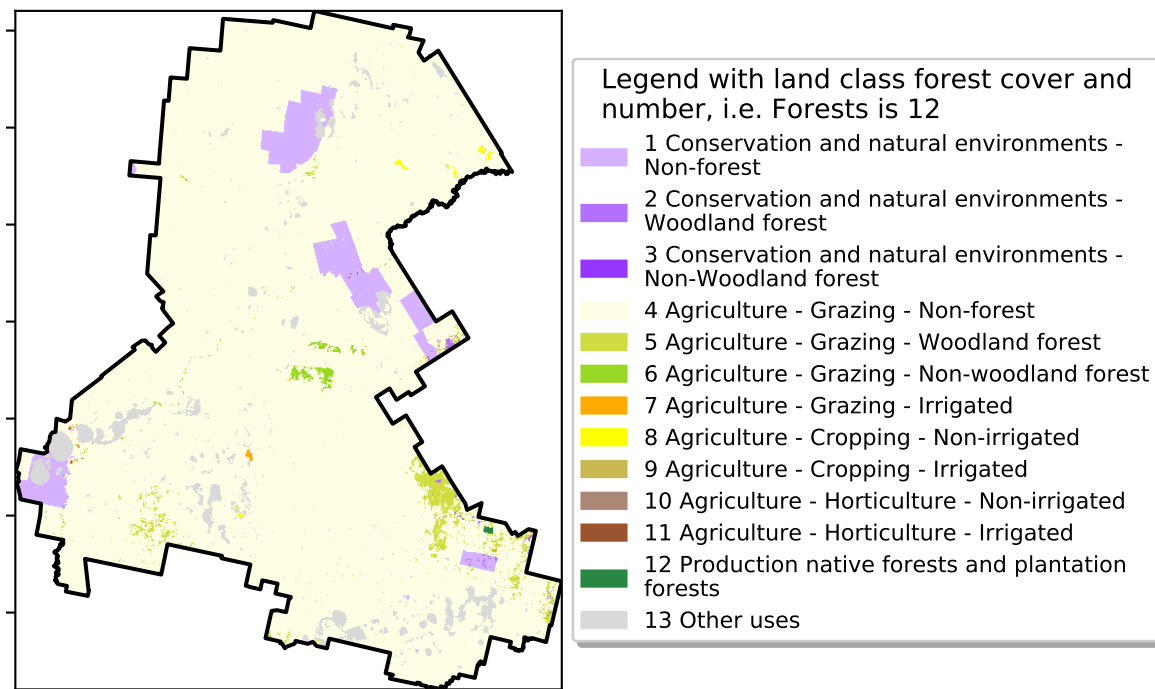 Legend with land class forest cover and
number, i.e. Forests is 12
1 Conservation and natural environments -
Non-forest
2 Conservation and natural environments -
Woodland forest
3 Conservation and natural environments -
Non-Woodland forest
4 Agriculture - Grazing - Non-forest
5 Agriculture - Grazing - Woodland forest
6 Agriculture - Grazing - Non-woodland forest
7 Agriculture - Grazing - Irrigated
8 Agriculture - Cropping - Non-irrigated
9 Agriculture - Cropping - Irrigated
10 Agriculture - Horticulture - Non-irrigated
11 Agriculture - Horticulture - Irrigated
12 Production native forests and plantation
forests
13 Other uses